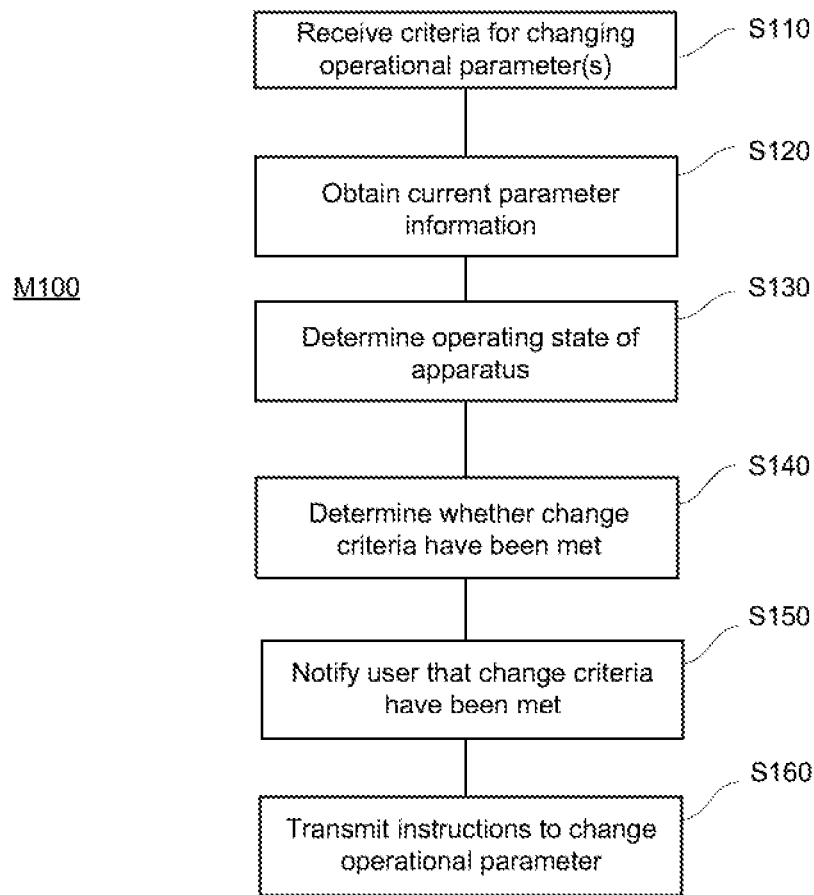 Receive criteria for changing
operational parameter(s)
S110
Obtain current parameter
information
S120
M100
Determine operating state of
apparatus
S130
Determine whether change
criteria have been met
S140
Notify user that change criteria
have been met
S150
Transmit instructions to change
operational parameter
S160